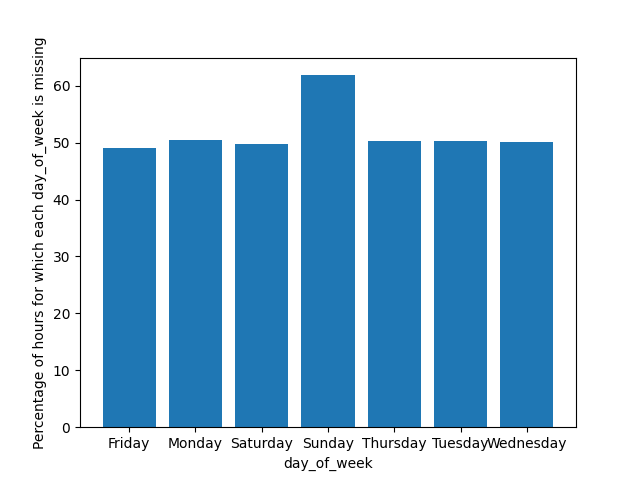 Percentage of hours for which each day_of_week is missing
60
50
40
30
20
10
0
Friday Monday Saturday Sunday Thursday Tuesday Wednesday
day_of_week